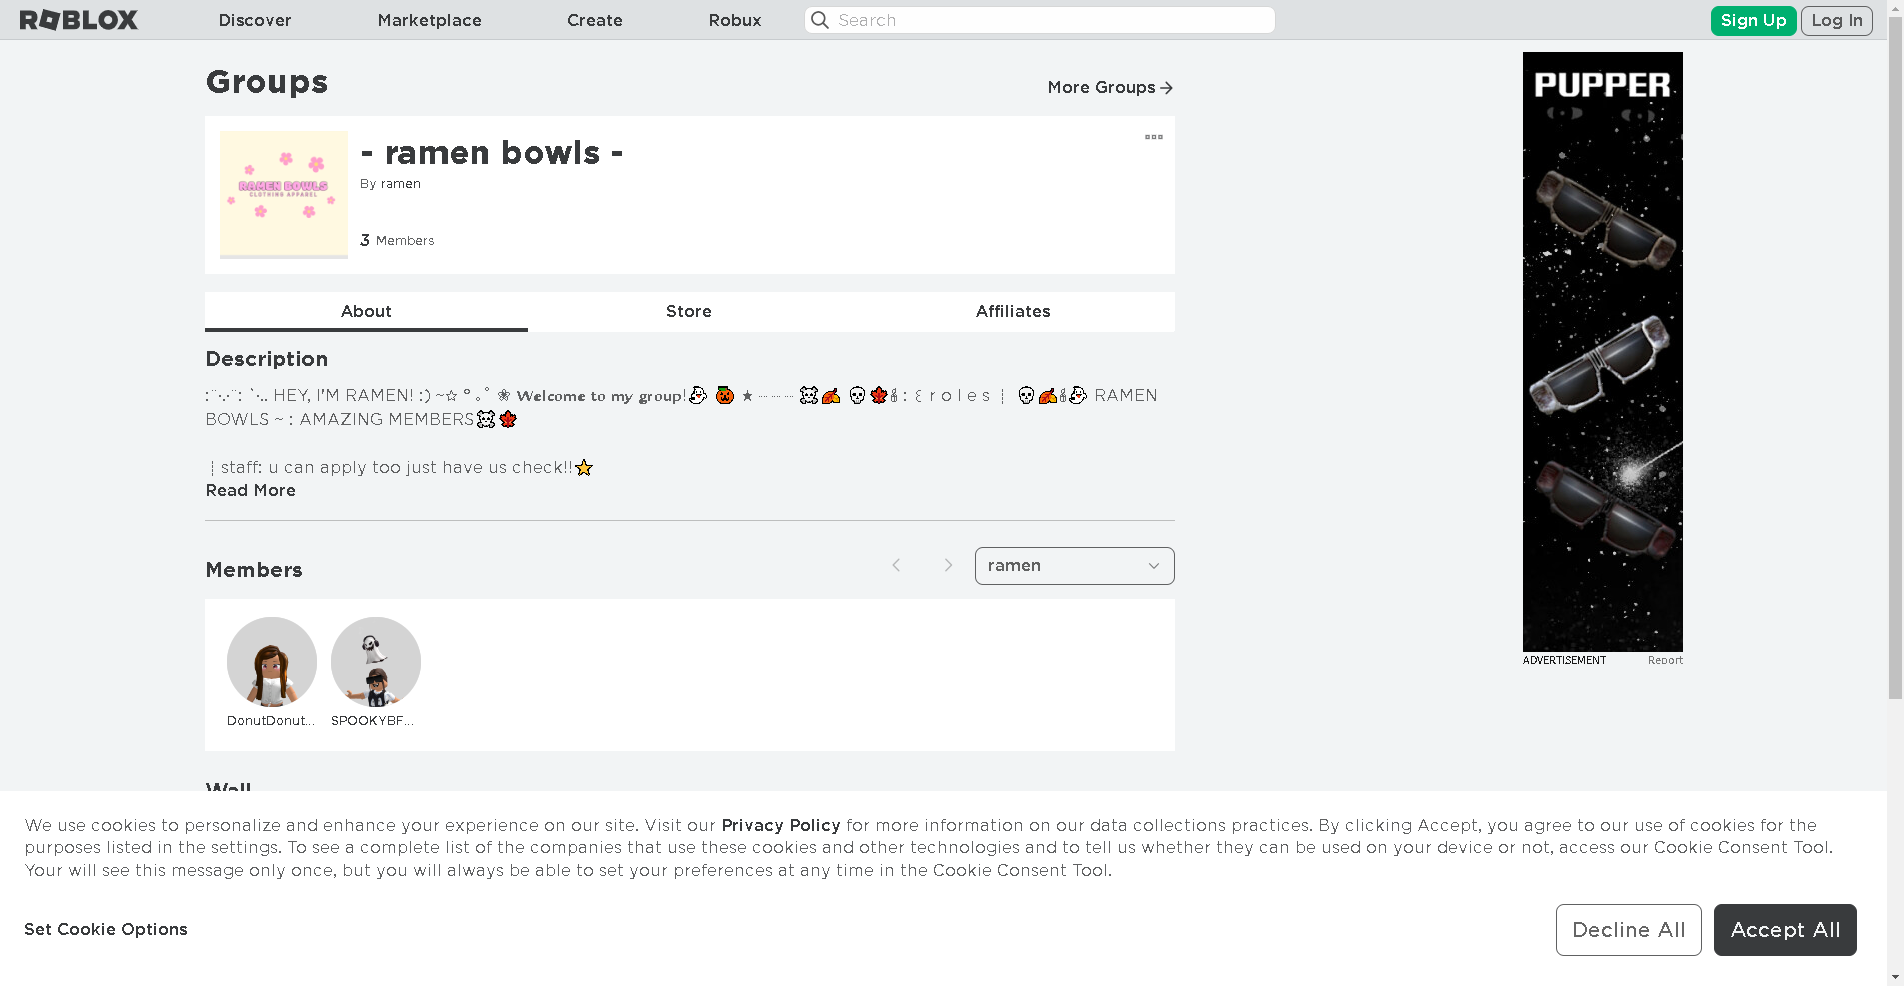 ROBLOX Discover Marketplace Create Robux Search Sign Up Log In
Groups
More Groups
RAMEN BOWLS
CLOTHING APPAREL
- ramen bowls -
By ramen
3 Members
About Store Affiliates
Description
HEY, I'M RAMEN! :) ~☆ ° ｡˚ ❀ 𝓦𝓮𝓵𝓬𝓸𝓶𝓮 𝓽𝓸 𝓶𝔂 𝓰𝓻𝓸𝓾𝓹!👻 🎃 ★ ┈┈┈ ☠️🍂 💀🍁🕯 : ꒰ r o l e s ┊ 💀🍂🕯👻 RAMEN
BOWLS ~ : AMAZING MEMBERS☠️🍁
┊staff: u can apply too just have us check!!⭐
Read More
Members
ramen
DonutDonut... SPOOKYBF...
Wall
PUPPER
ADVERTISEMENT Report
We use cookies to personalize and enhance your experience on our site. Visit our Privacy Policy for more information on our data collections practices. By clicking Accept, you agree to our use of cookies for the
purposes listed in the settings. To see a complete list of the companies that use these cookies and other technologies and to tell us whether they can be used on your device or not, access our Cookie Consent Tool.
Your will see this message only once, but you will always be able to set your preferences at any time in the Cookie Consent Tool.
Set Cookie Options
Decline All Accept All